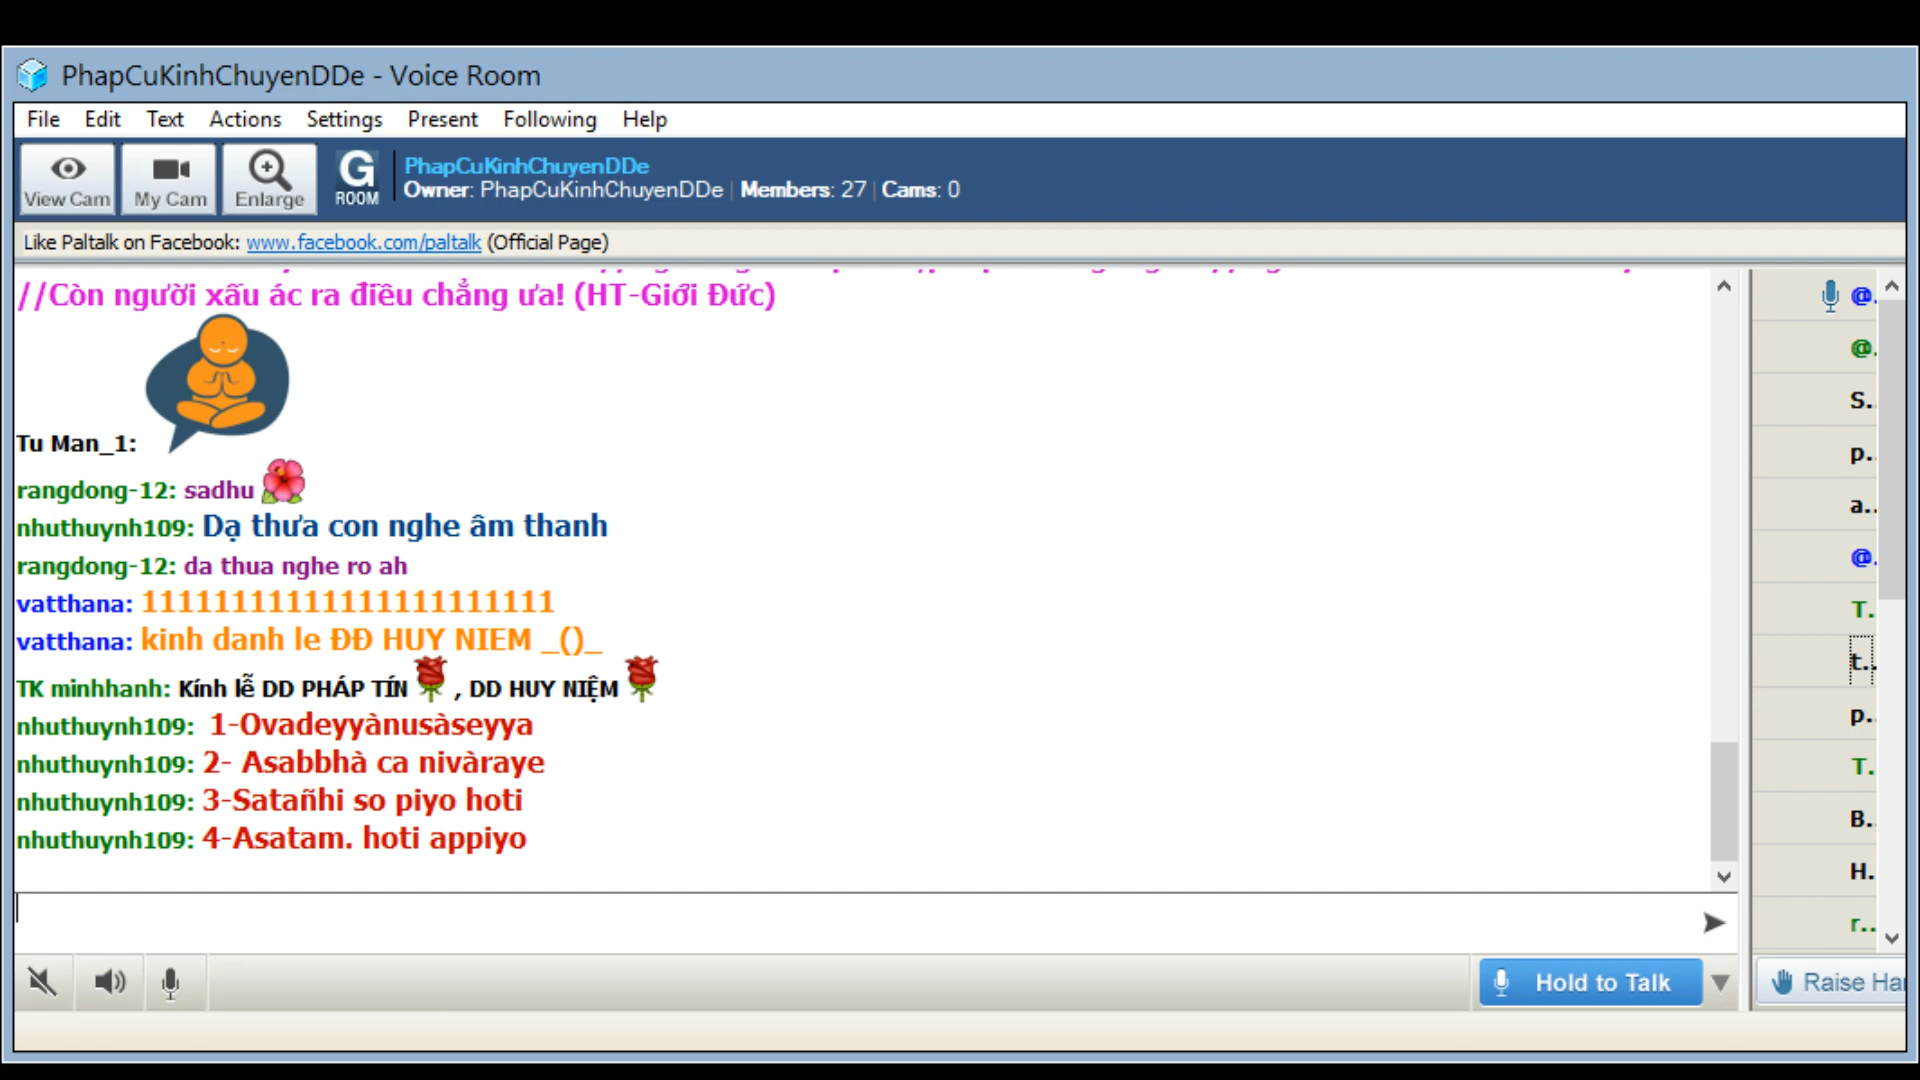 PhapCuKinhChuyenDDe - Voice Room
File Edit Text Actions Settings Present Following Help
View Cam My Cam Enlarge G ROOM
PhapCuKinhChuyenDDe
Owner: PhapCuKinhChuyenDDe | Members: 27 | Cams: 0
Like Paltalk on Facebook: www.facebook.com/paltalk (Official Page)
//Còn người xấu ác ra điều chẳng ưa! (HT-Giới Đức)
Tu Man_1:
rangdong-12: sadhu
nhuthuynh109: Dạ thưa con nghe âm thanh
rangdong-12: da thua nghe ro ah
vatthana: 1111111111111111111111111
vatthana: kinh danh le ĐĐ HUY NIEM _()_
TK minhhanh: Kính lễ DD PHÁP TÍN , DD HUY NIỆM
nhuthuynh109: 1-Ovadeyyànusàseyya
nhuthuynh109: 2- Asabbhà ca nivàraye
nhuthuynh109: 3-Satañhi so piyo hoti
nhuthuynh109: 4-Asatam. hoti appiyo
@.
@.
S..
p..
a..
@.
T.
t..
p..
T.
B..
H.
r..
Hold to Talk
Raise Ha